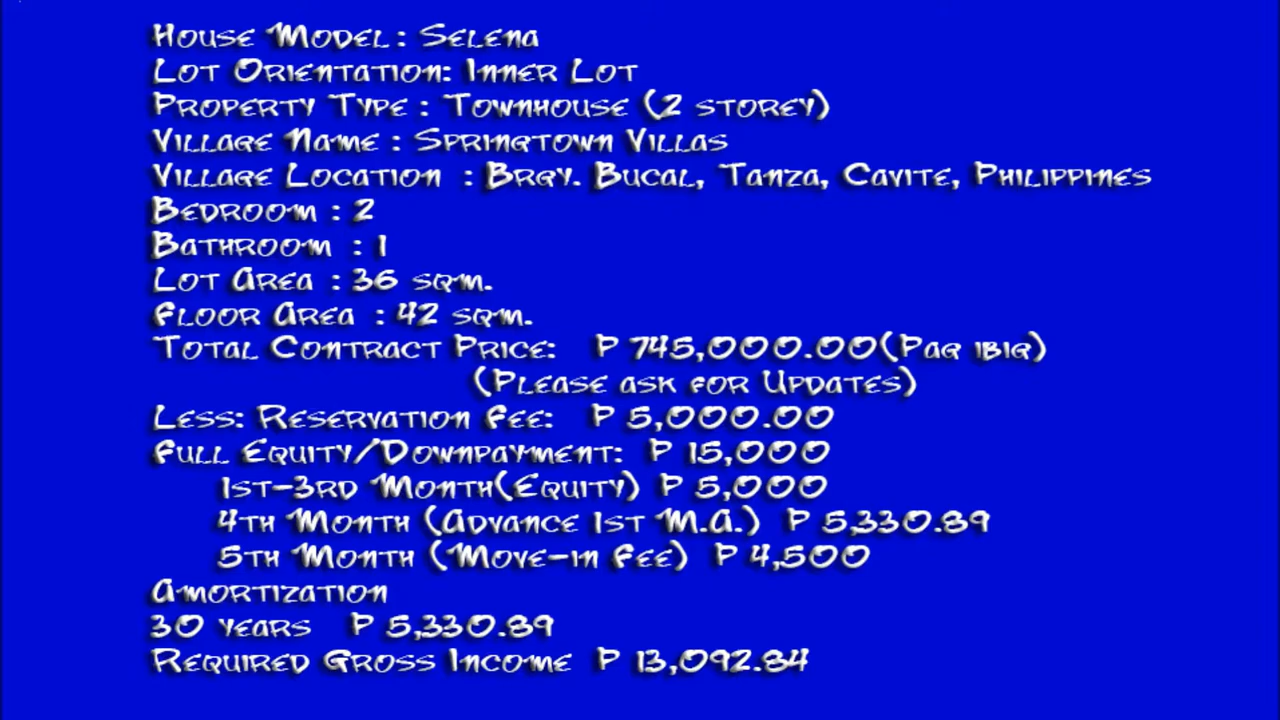 House Model : Selena
Lot Orientation: Inner Lot
Property Type : Townhouse (2 storey)
Village Name : Springtown Villas
Village Location : Brgy. Bucal, Tanza, Cavite, Philippines
Bedroom : 2
Bathroom : 1
Lot Area : 36 sqm.
Floor Area : 42 sqm.
Total Contract Price: P 745,000.00(Pag ibig)
(Please ask for Updates)
Less: Reservation Fee: P 5,000.00
Full Equity/Downpayment: P 15,000
1st-3rd Month(Equity) P 5,000
4th Month (Advance 1st M.A.) P 5,330.89
5th Month (Move-in Fee) P 4,500
Amortization
30 years P 5,330.89
Required Gross Income P 13,092.84